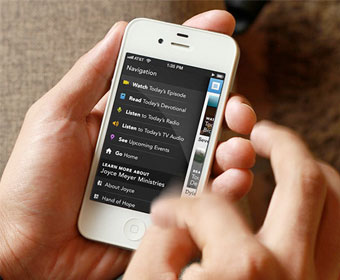 AT&T 1:35 PM
Navigation
Watch Today's Episode
Read Today's Devotional
Listen to Today's Radio
Listen to Today's TV Audio
See Upcoming Events
Go Home
LEARN MORE ABOUT
Joyce Meyer Ministries
About Joyce
Hand of Hope